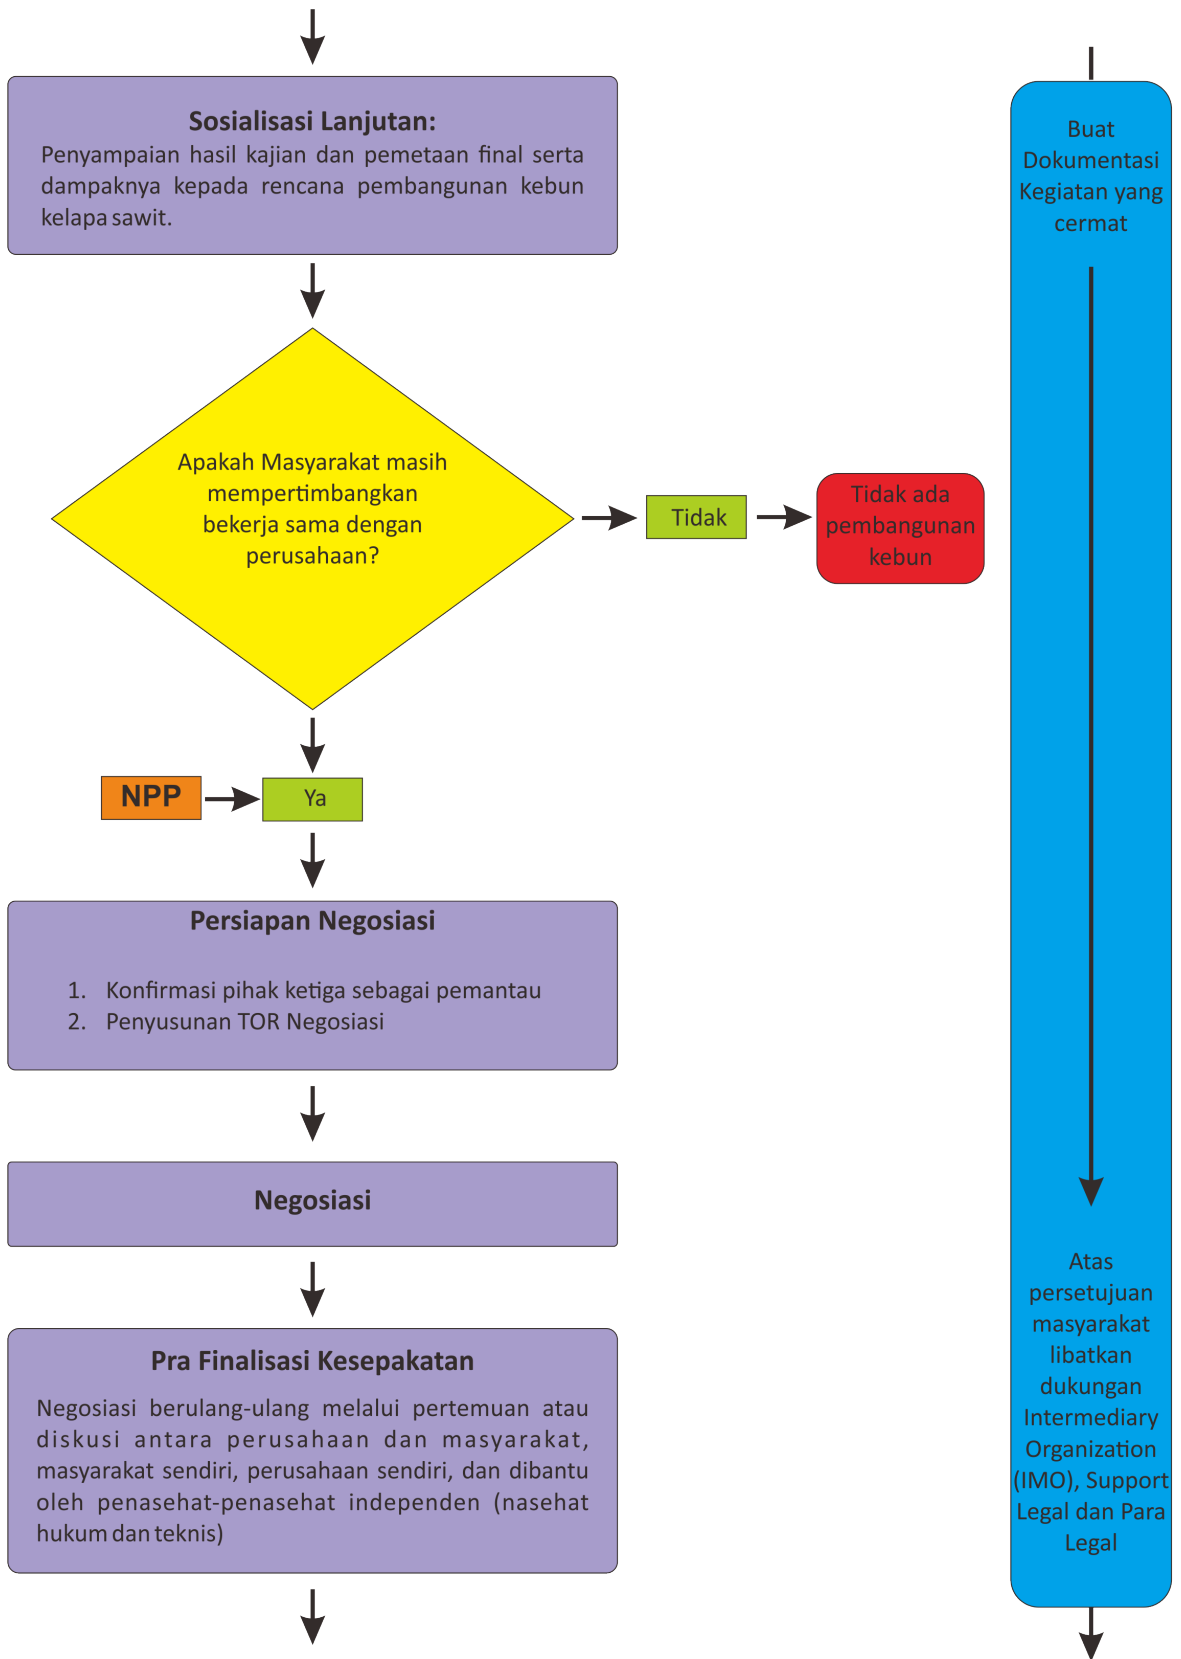 Sosialisasi Lanjutan:
Penyampaian hasil kajian dan pemetaan final serta
dampaknya kepada rencana pembangunan kebun
kelapa sawit.
Apakah Masyarakat masih
mempertimbangkan
bekerja sama dengan
perusahaan?
Tidak
Tidak ada
pembangunan
kebun
NPP
Ya
Persiapan Negosiasi
1. Konfirmasi pihak ketiga sebagai pemantau
2. Penyusunan TOR Negosiasi
Negosiasi
Pra Finalisasi Kesepakatan
Negosiasi berulang-ulang melalui pertemuan atau
diskusi antara perusahaan dan masyarakat,
masyarakat sendiri, perusahaan sendiri, dan dibantu
oleh penasehat-penasehat independen (nasehat
hukum dan teknis)
Buat
Dokumentasi
Kegiatan yang
cermat
Atas
persetujuan
masyarakat
libatkan
dukungan
Intermediary
Organization
(IMO), Support
Legal dan Para
Legal